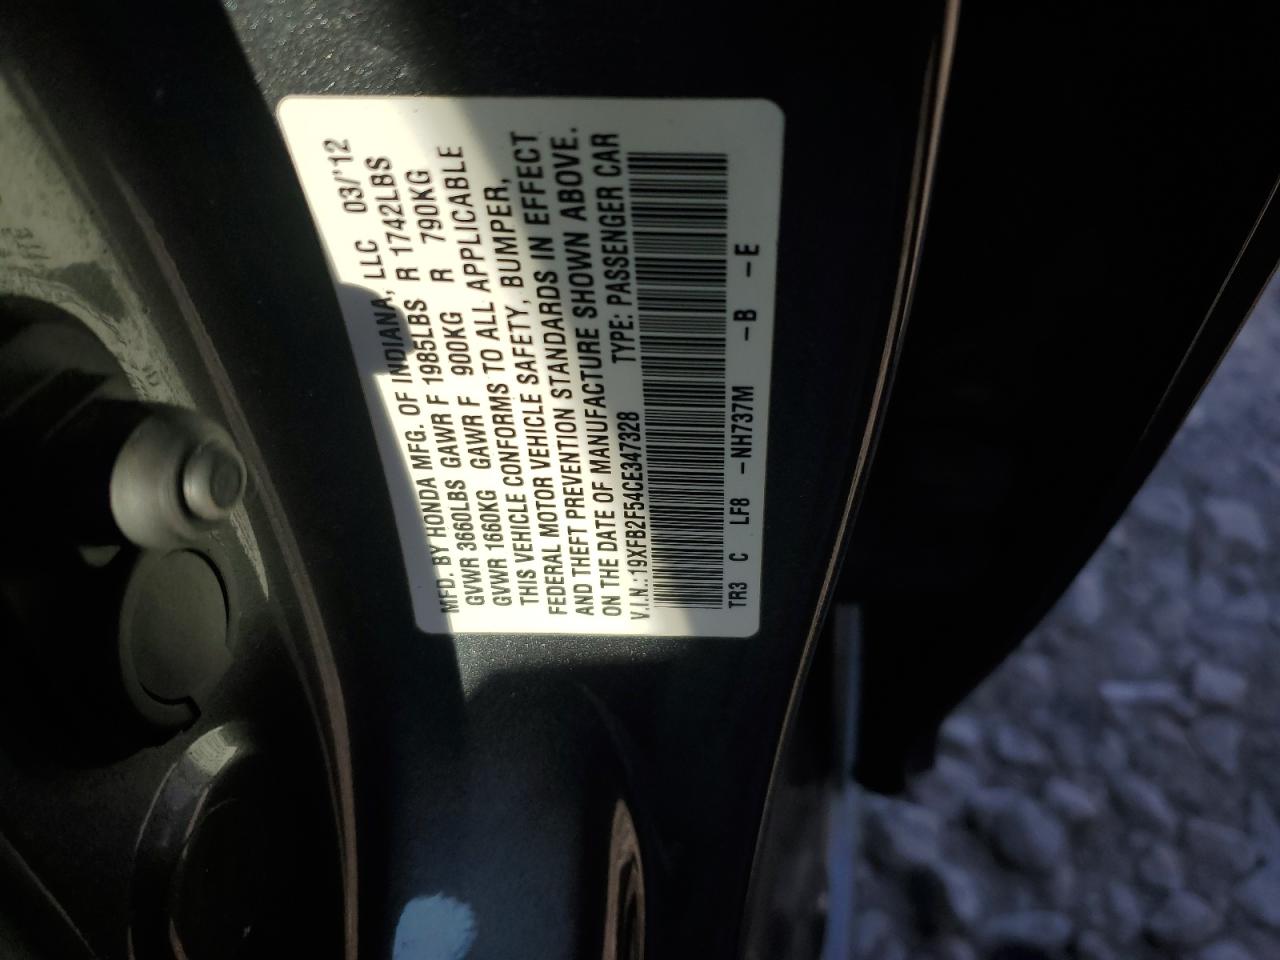 MFD. BY HONDA MFG. OF INDIANA, LLC 03/'12
GVWR 3660LBS GAWR F 1985LBS R 1742LBS
GVWR 1660KG GAWR F 900KG R 790KG
THIS VEHICLE CONFORMS TO ALL APPLICABLE
FEDERAL MOTOR VEHICLE SAFETY, BUMPER,
AND THEFT PREVENTION STANDARDS IN EFFECT
ON THE DATE OF MANUFACTURE SHOWN ABOVE.
V.I.N.: 19XFB2F54CE347328 TYPE: PASSENGER CAR
TR3 C LF8 -NH737M -B -E